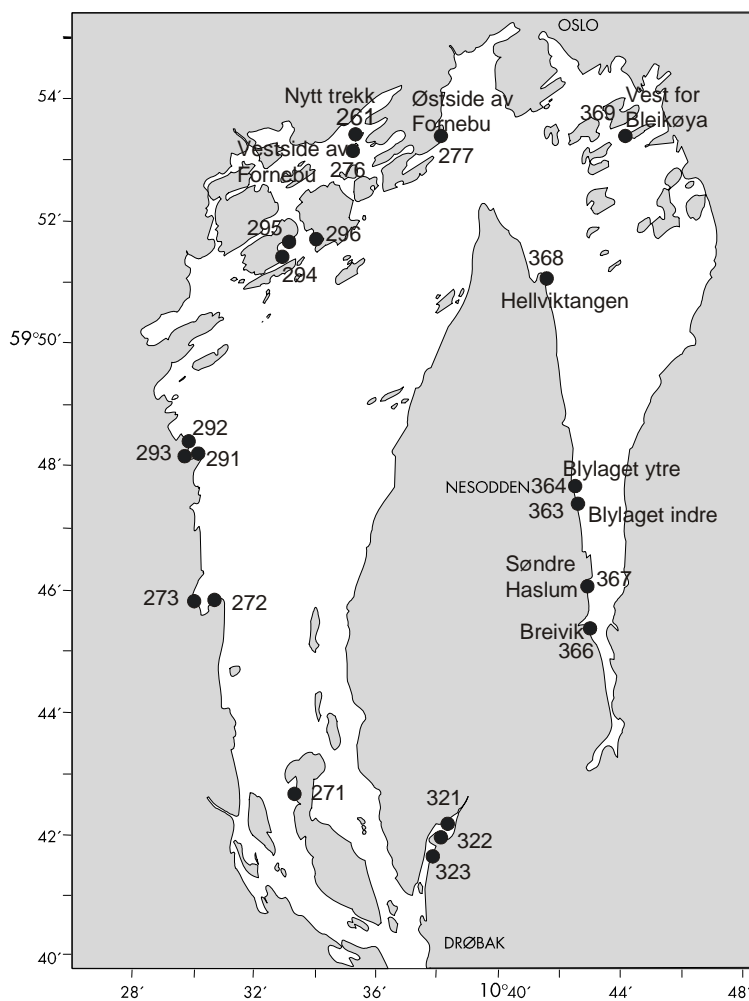 OSLO
54´
Nytt trekk
261
Østside av
Fornebu
277
Vest for
369 Bleikøya
Vestside av
Fornebu
276
52´
295
296
294
368
Hellviktangen
59°50´
292
293
291
48´
Blylaget ytre
NESODDEN 364
363 Blylaget indre
Søndre
Haslum
367
46´
273
272
Breivik
366
44´
271
321
42´
322
323
40´
DRØBAK
28´
32´
36´
10°40´
44´
48´